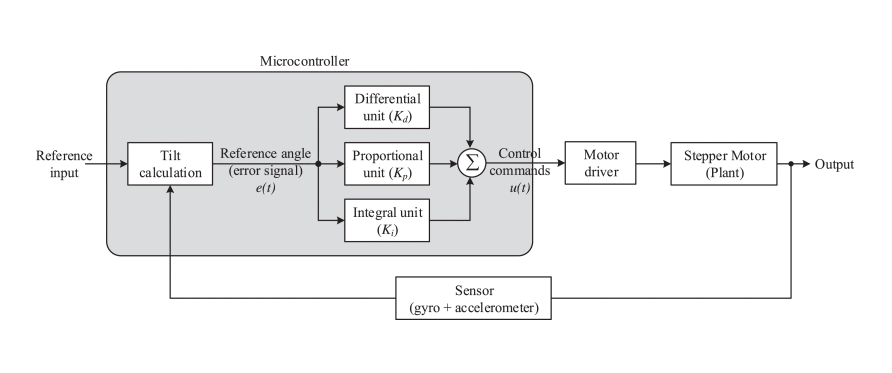 Microcontroller
Differential
unit (Kd)
Reference
input
Tilt
calculation
Reference angle
(error signal)
e(t)
Proportional
unit (Kp)
Σ
Control
commands
u(t)
Motor
driver
Stepper Motor
(Plant)
Output
Integral unit
(Ki)
Sensor
(gyro + accelerometer)